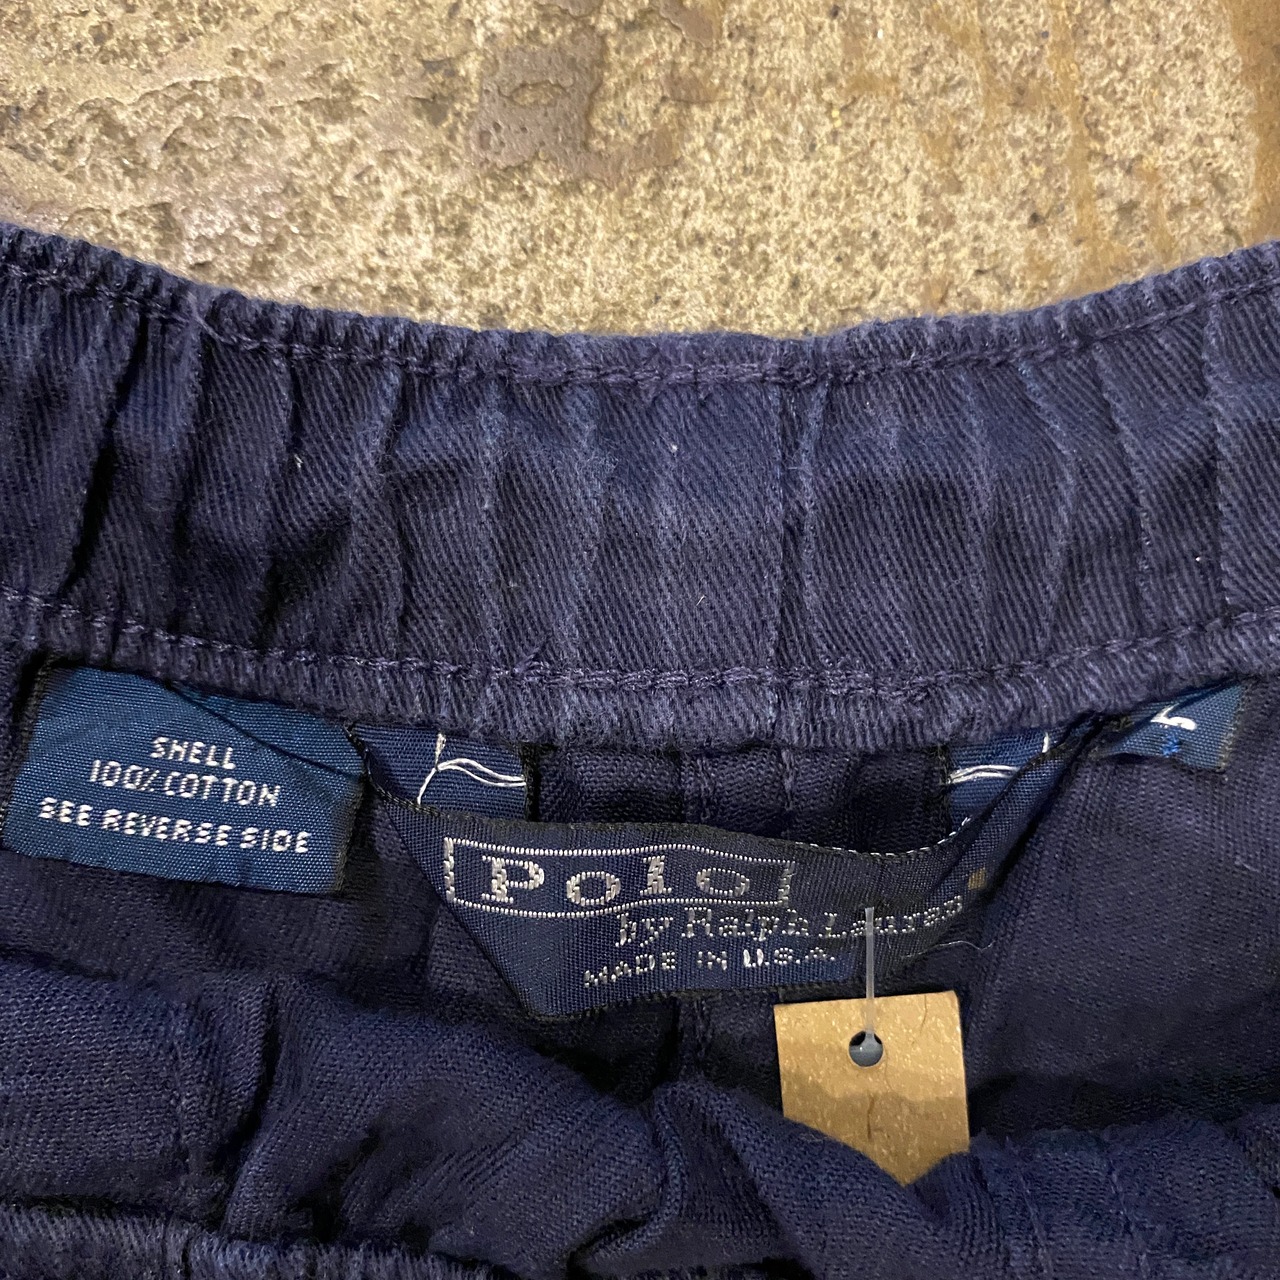 SHELL
100% COTTON
SEE REVERSE SIDE
Polo
by Ralph Lauren
MADE IN U.S.A.